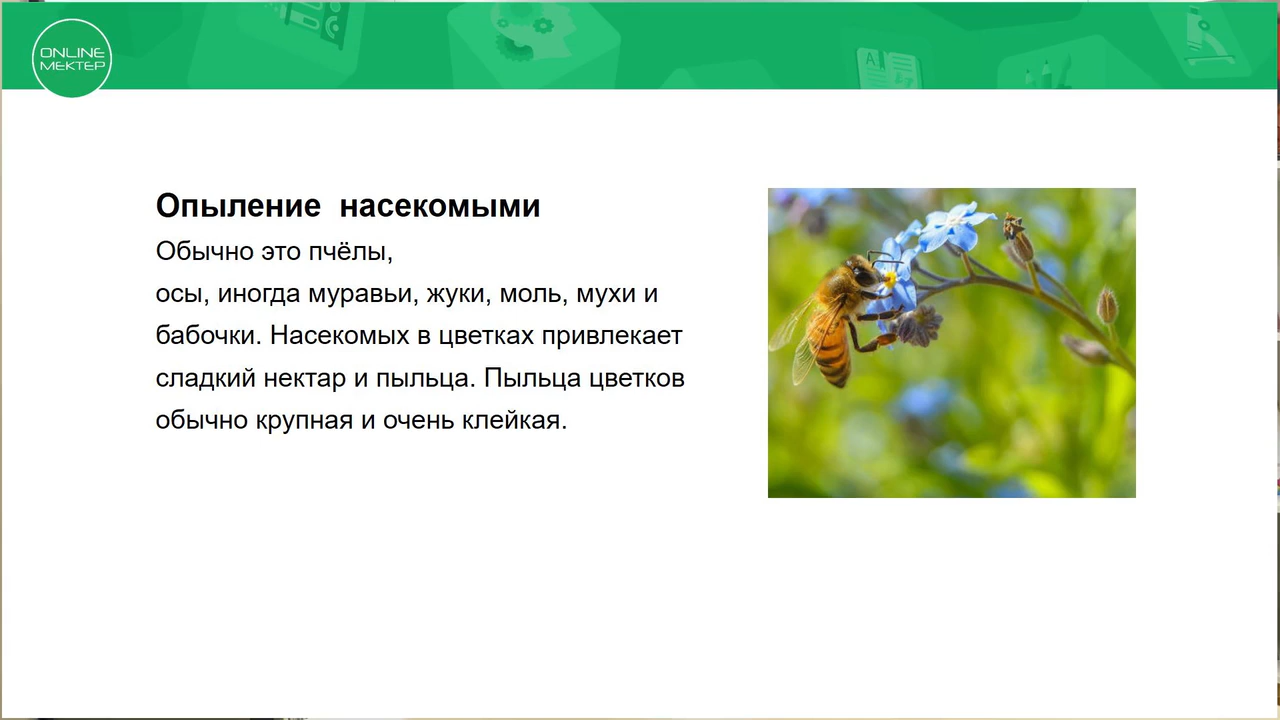 ONLINE
МЕКТЕР
Опыление насекомыми
Обычно это пчёлы,
осы, иногда муравьи, жуки, моль, мухи и
бабочки. Насекомых в цветках привлекает
сладкий нектар и пыльца. Пыльца цветков
обычно крупная и очень клейкая.